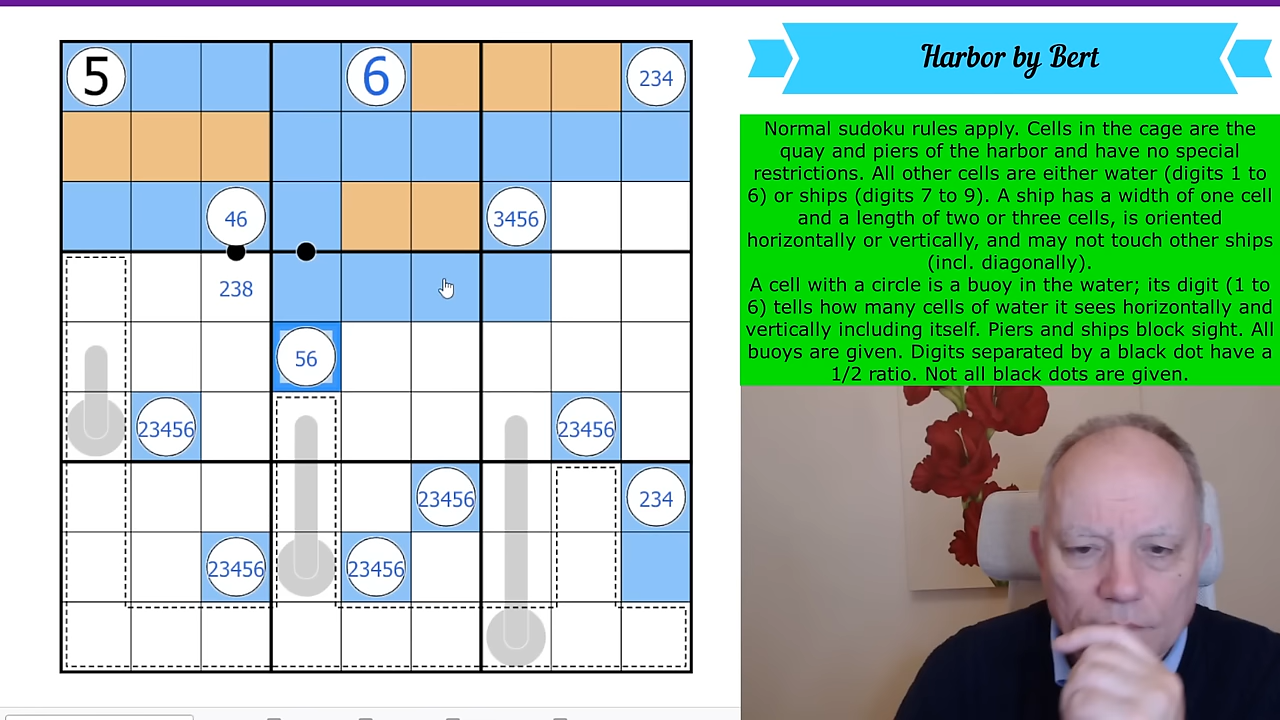 Harbor by Bert
5 6 234
Normal sudoku rules apply. Cells in the cage are the
quay and piers of the harbor and have no special
restrictions. All other cells are either water (digits 1 to
6) or ships (digits 7 to 9). A ship has a width of one cell
and a length of two or three cells, is oriented
horizontally or vertically, and may not touch other ships
(incl. diagonally).
A cell with a circle is a buoy in the water; its digit (1 to
6) tells how many cells of water it sees horizontally and
vertically including itself. Piers and ships block sight. All
buoys are given. Digits separated by a black dot have a
1/2 ratio. Not all black dots are given.
46 3456
238
56
23456 23456
23456 234
23456 23456